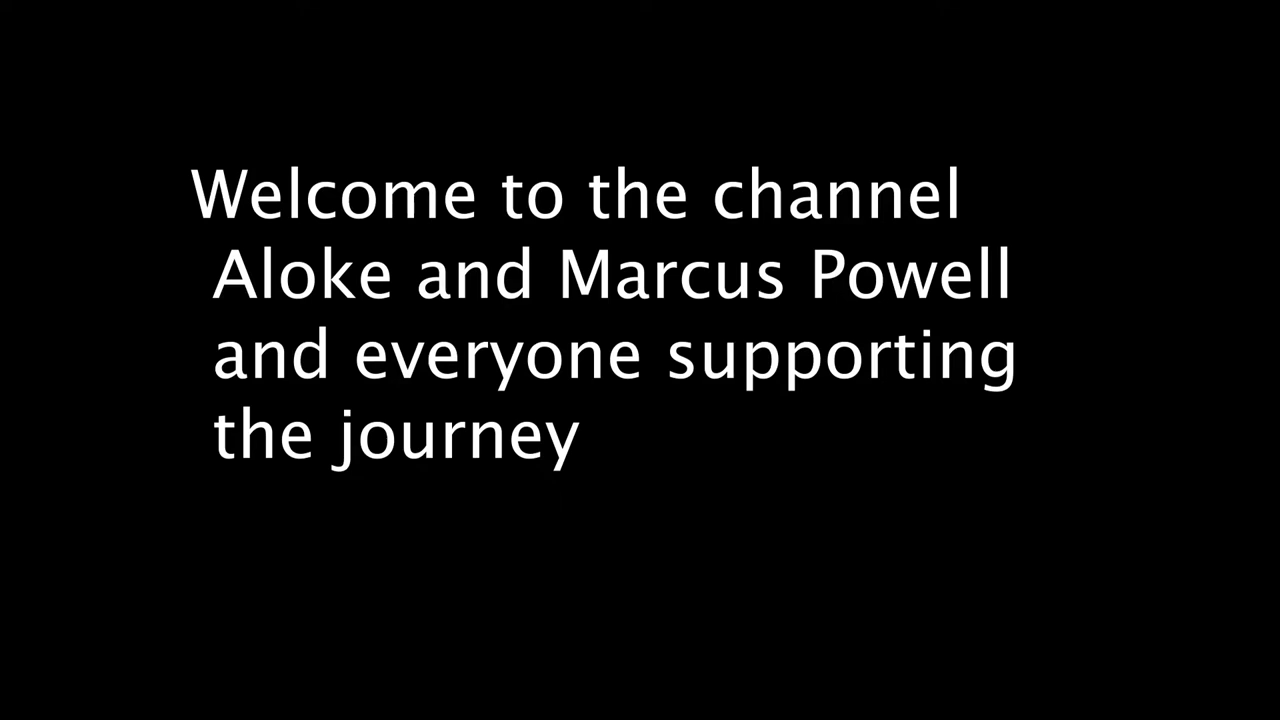 Welcome to the channel
Aloke and Marcus Powell
and everyone supporting
the journey